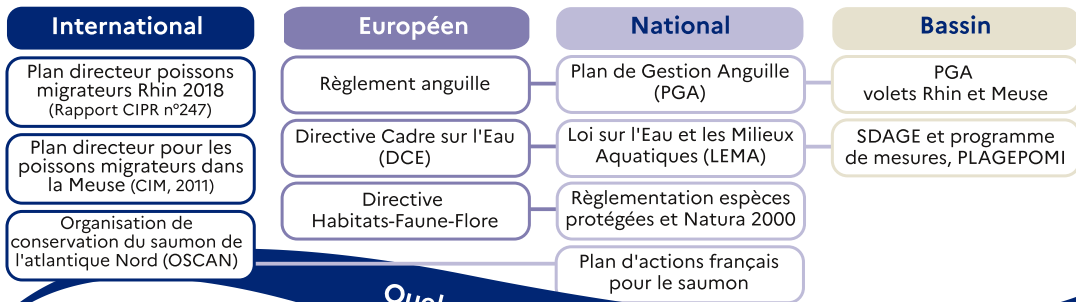 International
Plan directeur poissons
migrateurs Rhin 2018
(Rapport CIPR n°247)
Plan directeur pour les
poissons migrateurs dans
la Meuse (CIM, 2011)
Organisation de
conservation du saumon de
l'atlantique Nord (OSCAN)
Européen
Règlement anguille
Directive Cadre sur l'Eau
(DCE)
Directive
Habitats-Faune-Flore
National
Plan de Gestion Anguille
(PGA)
Loi sur l'Eau et les Milieux
Aquatiques (LEMA)
Règlementation espèces
protégées et Natura 2000
Plan d'actions français
pour le saumon
Bassin
PGA
volets Rhin et Meuse
SDAGE et programme
de mesures, PLAGEPOMI